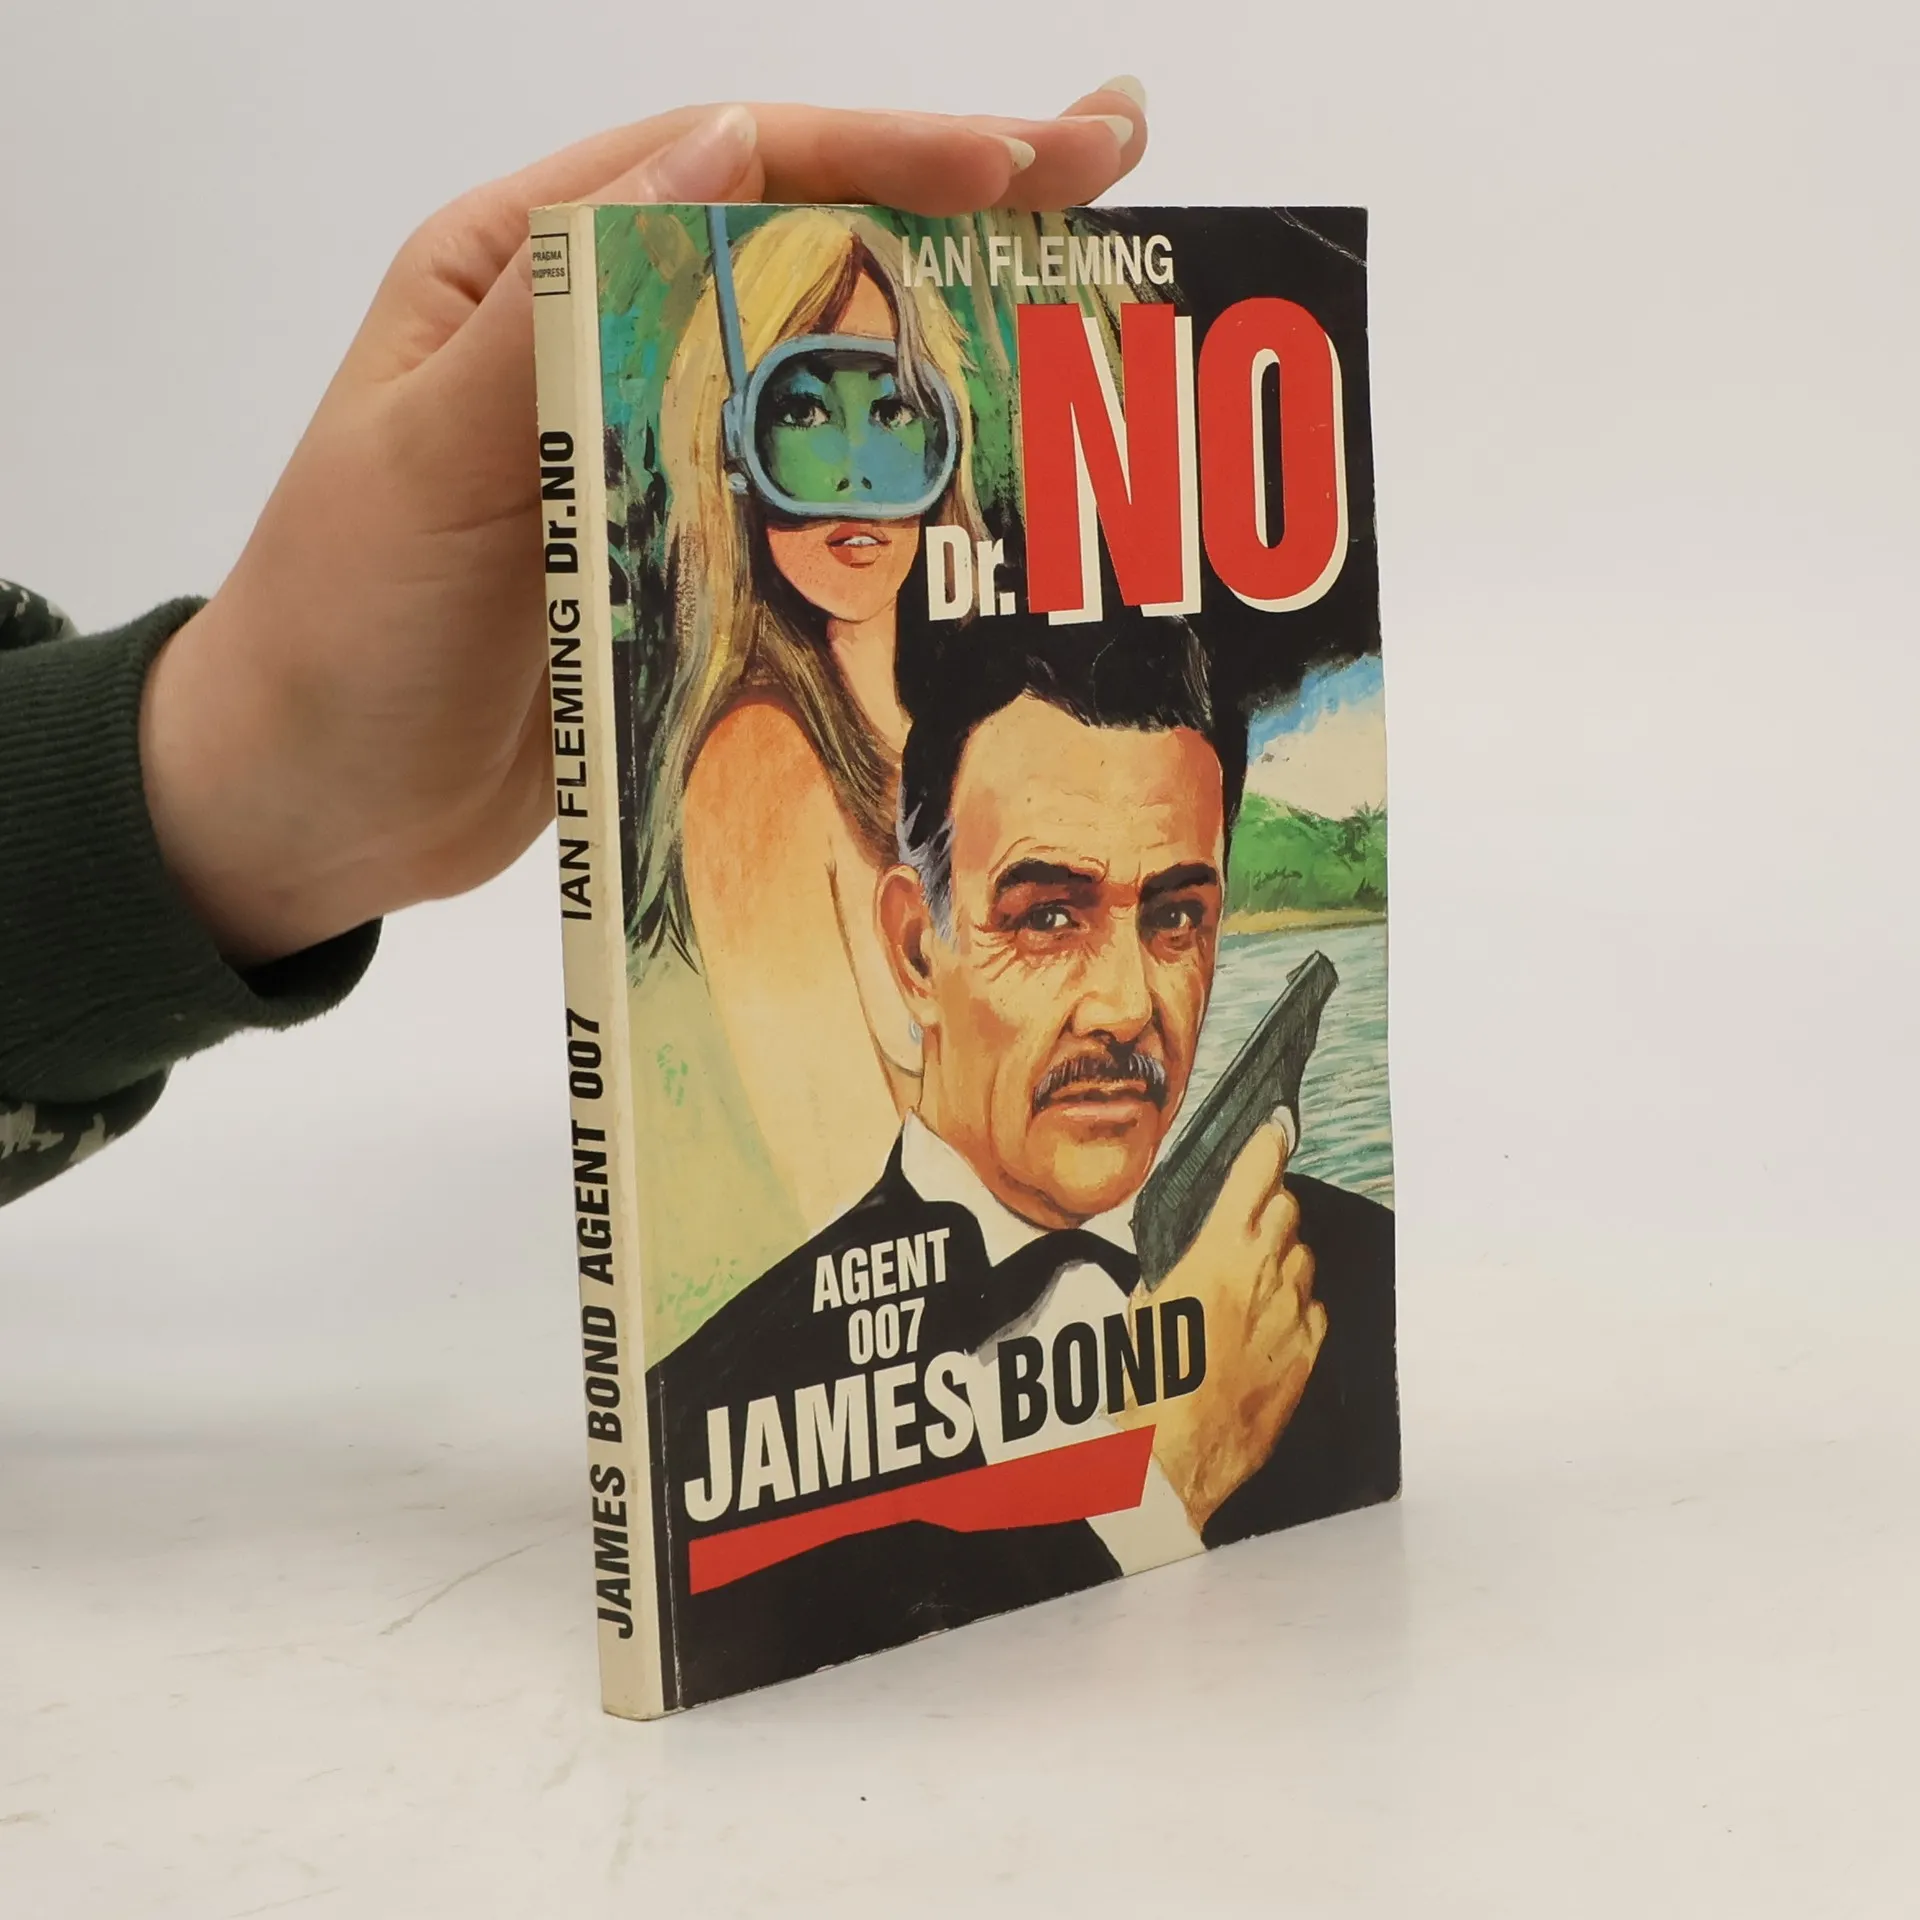 IAN FLEMING
Dr. NO
AGENT
007
JAMES BOND
PRAGMA
JAMES BOND AGENT 007 IAN FLEMING Dr.NO